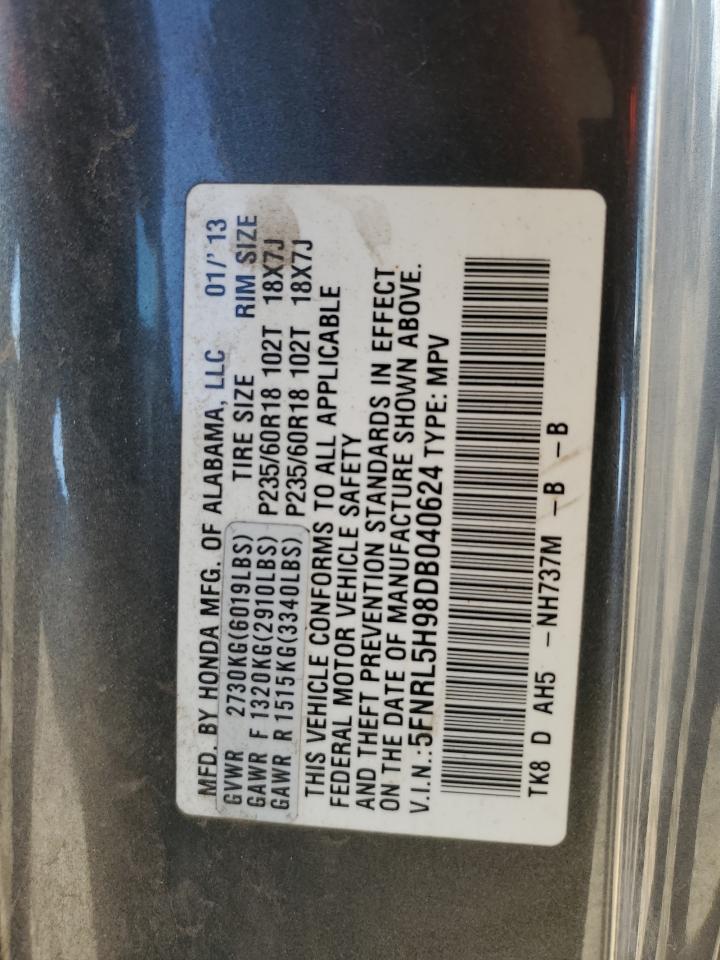 MFD. BY HONDA MFG. OF ALABAMA, LLC 01/'13
GVWR 2730KG(6019LBS) TIRE SIZE RIM SIZE
GAWR F 1320KG(2910LBS) P235/60R18 102T 18X7J
GAWR R 1515KG(3340LBS) P235/60R18 102T 18X7J
THIS VEHICLE CONFORMS TO ALL APPLICABLE
FEDERAL MOTOR VEHICLE SAFETY
AND THEFT PREVENTION STANDARDS IN EFFECT
ON THE DATE OF MANUFACTURE SHOWN ABOVE.
V.I.N.:5FNRL5H98DB040624 TYPE: MPV
TK8 D AH5 -NH737M -B -B